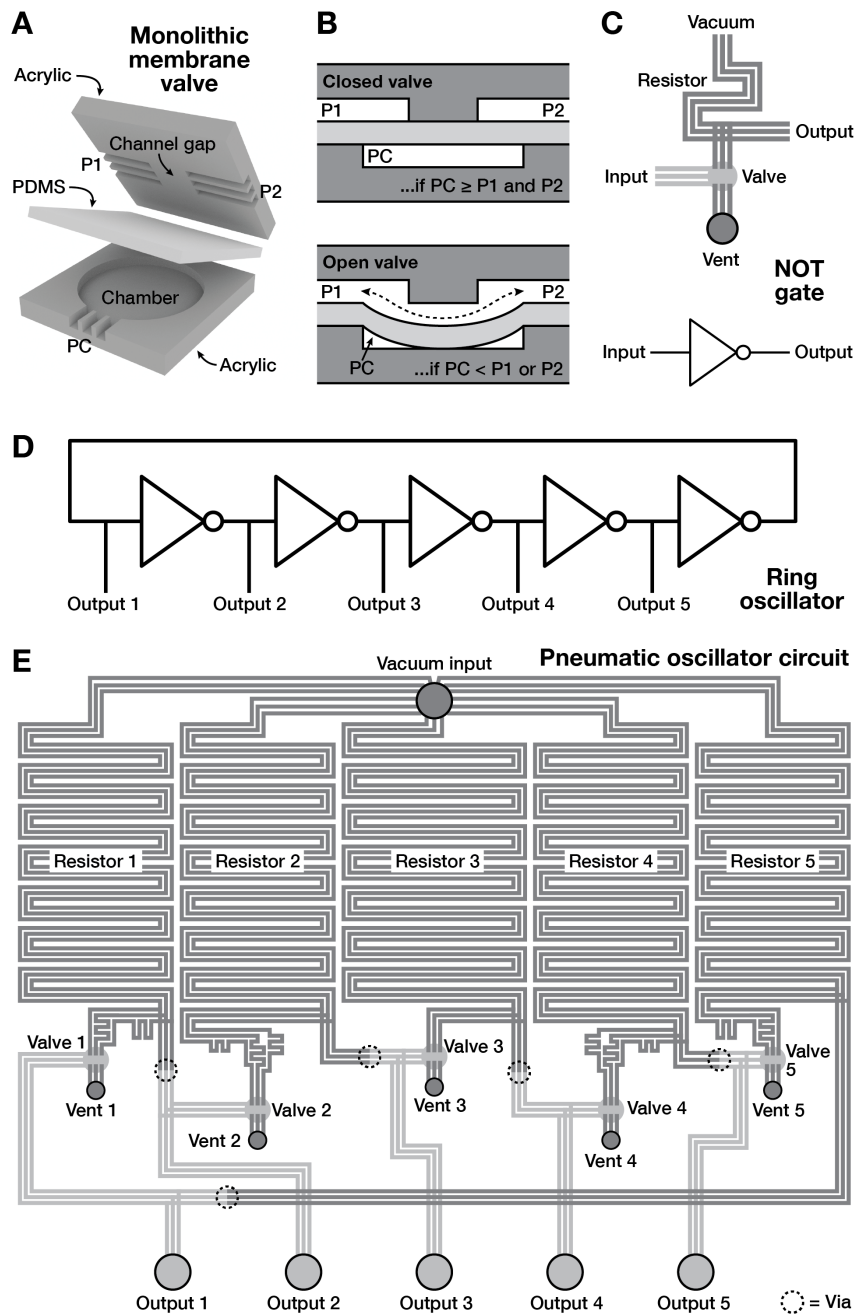 A
Monolithic
membrane
valve
Acrylic
Channel gap
P1
P2
PDMS
Chamber
PC
Acrylic
B
Closed valve
P1
P2
PC
...if PC ≥ P1 and P2
Open valve
P1
P2
PC
...if PC < P1 or P2
C
Vacuum
Resistor
Output
Input
Valve
Vent
NOT
gate
Input
Output
D
Output 1
Output 2
Output 3
Output 4
Output 5
Ring
oscillator
E
Pneumatic oscillator circuit
Vacuum input
Resistor 1
Resistor 2
Resistor 3
Resistor 4
Resistor 5
Valve 1
Vent 1
Valve 2
Vent 2
Valve 3
Vent 3
Valve 4
Vent 4
Valve
5
Vent 5
Output 1
Output 2
Output 3
Output 4
Output 5
= Via